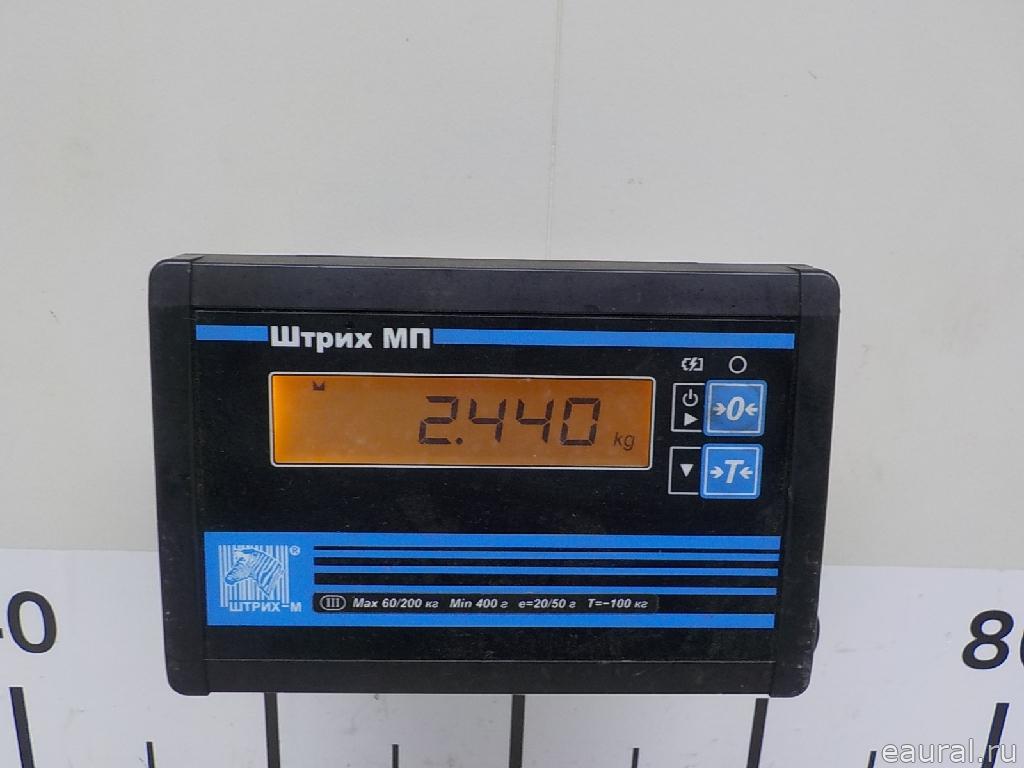 Штрих МП
2.440 kg
→0←
→T←
®
ШТРИХ-М
III Max 60/200 кг Min 400 г e=20/50 г T=-100 кг
eaural.ru